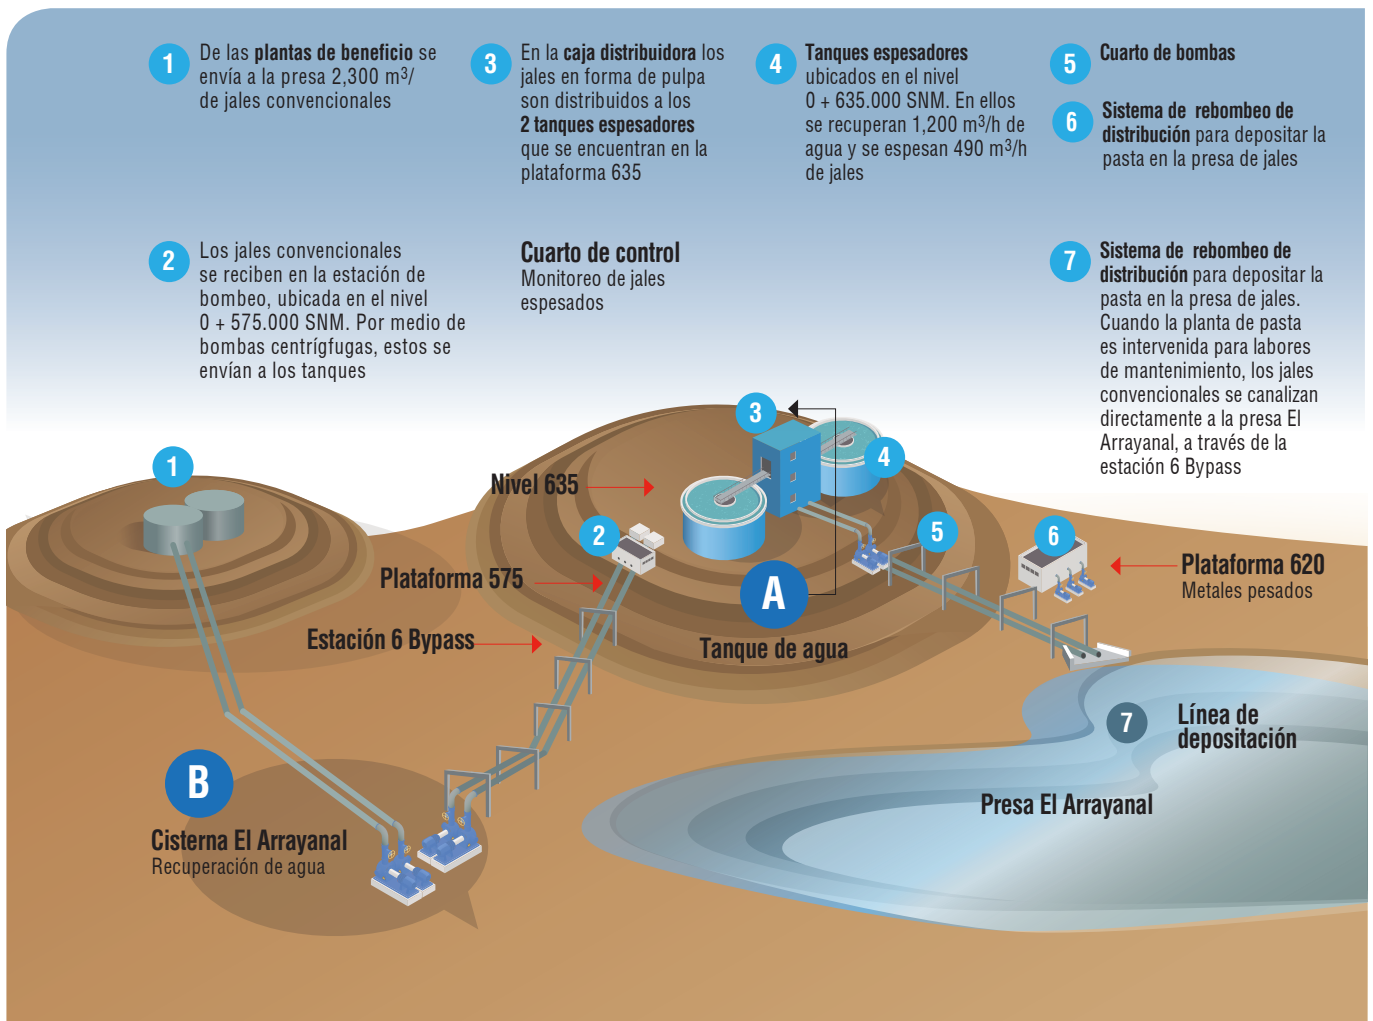 1
De las plantas de beneficio se
envía a la presa 2,300 m³/
de jales convencionales
2
Los jales convencionales
se reciben en la estación de
bombeo, ubicada en el nivel
0 + 575.000 SNM. Por medio de
bombas centrígfugas, estos se
envían a los tanques
3
En la caja distribuidora los
jales en forma de pulpa
son distribuidos a los
2 tanques espesadores
que se encuentran en la
plataforma 635
Cuarto de control
Monitoreo de jales
espesados
4
Tanques espesadores
ubicados en el nivel
0 + 635.000 SNM. En ellos
se recuperan 1,200 m³/h de
agua y se espesan 490 m³/h
de jales
5
Cuarto de bombas
6
Sistema de rebombeo de
distribución para depositar la
pasta en la presa de jales
7
Sistema de rebombeo de
distribución para depositar la
pasta en la presa de jales.
Cuando la planta de pasta
es intervenida para labores
de mantenimiento, los jales
convencionales se canalizan
directamente a la presa El
Arrayanal, a través de la
estación 6 Bypass
1
3
4
Nivel 635
2
5
6
Plataforma 575
A
Plataforma 620
Metales pesados
Estación 6 Bypass
Tanque de agua
7
Línea de
depositación
B
Presa El Arrayanal
Cisterna El Arrayanal
Recuperación de agua